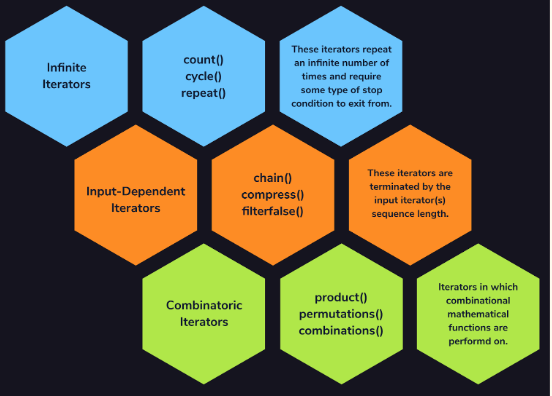 Infinite
Iterators
count()
cycle()
repeat()
These iterators repeat
an infinite number of
times and require
some type of stop
condition to exit from.
Input-Dependent
Iterators
chain()
compress()
filterfalse()
These iterators are
terminated by the
input iterator(s)
sequence length.
Combinatoric
Iterators
product()
permutations()
combinations()
Iterators in which
combinational
mathematical
functions are
performd on.